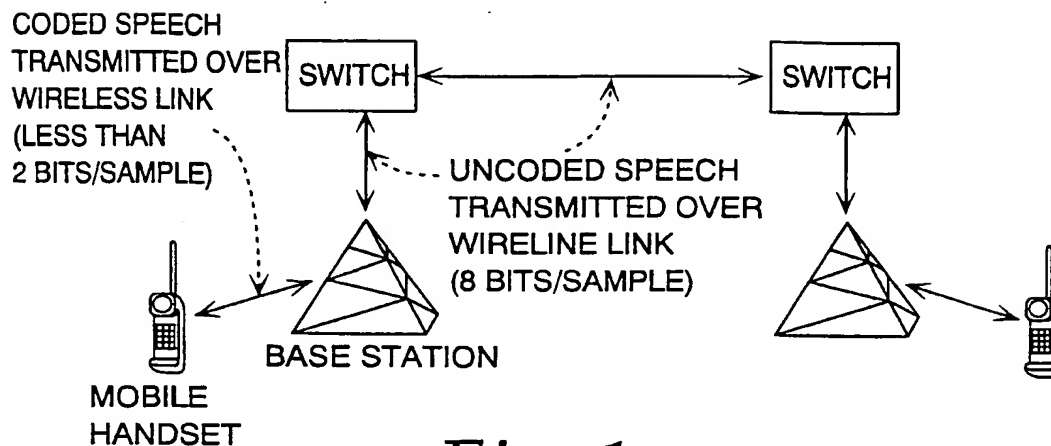 CODED SPEECH
TRANSMITTED OVER
WIRELESS LINK
(LESS THAN
2 BITS/SAMPLE)
SWITCH
SWITCH
UNCODED SPEECH
TRANSMITTED OVER
WIRELINE LINK
(8 BITS/SAMPLE)
BASE STATION
MOBILE
HANDSET